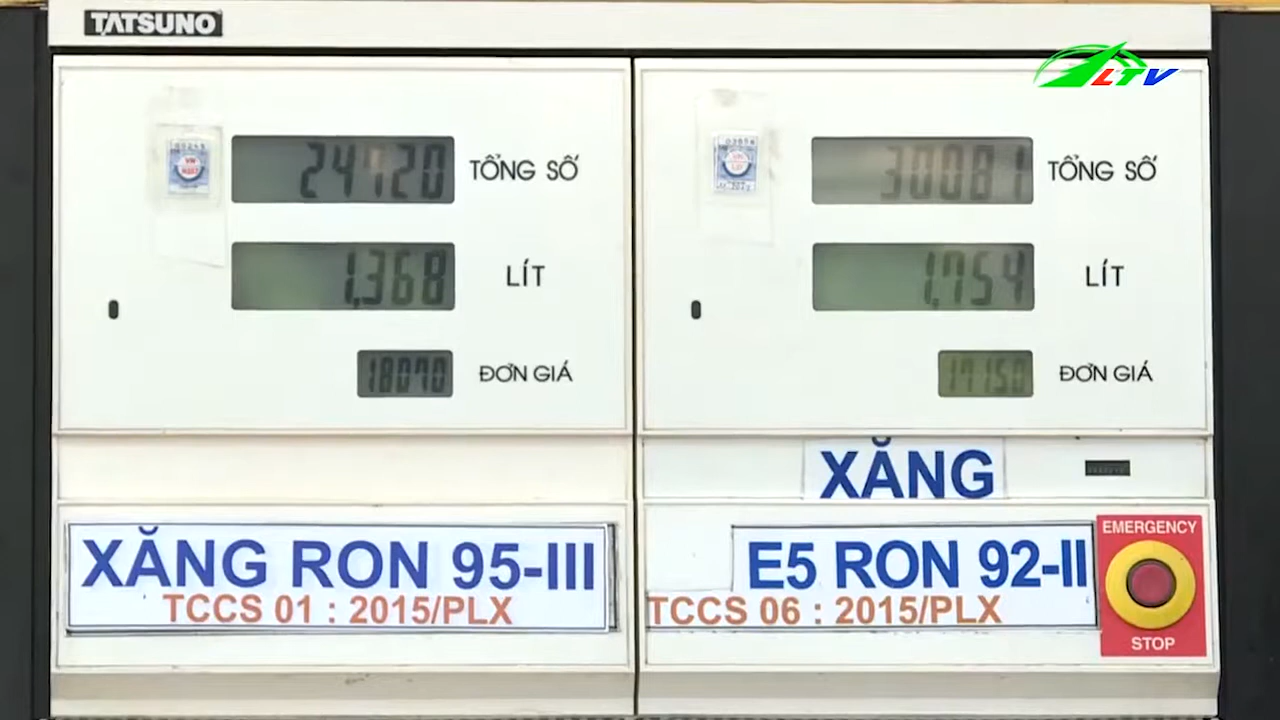 TATSUNO
LTV
24720 TỔNG SỐ
1,368 LÍT
18070 ĐƠN GIÁ
30081 TỔNG SỐ
1,754 LÍT
17150 ĐƠN GIÁ
XĂNG RON 95-III
TCCS 01 : 2015/PLX
XĂNG
E5 RON 92-II
TCCS 06 : 2015/PLX
EMERGENCY
STOP